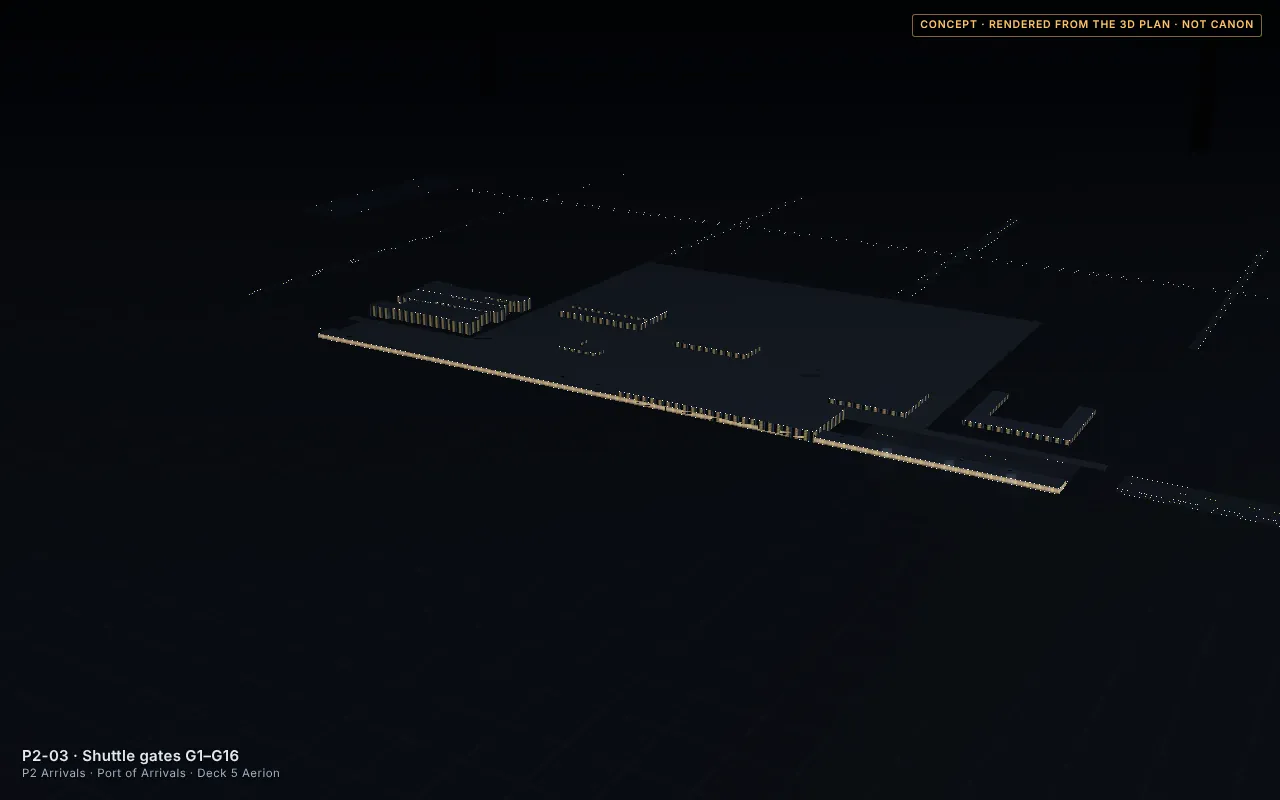 CONCEPT · RENDERED FROM THE 3D PLAN · NOT CANON
P2-03 · Shuttle gates G1–G16
P2 Arrivals · Port of Arrivals · Deck 5 Aerion